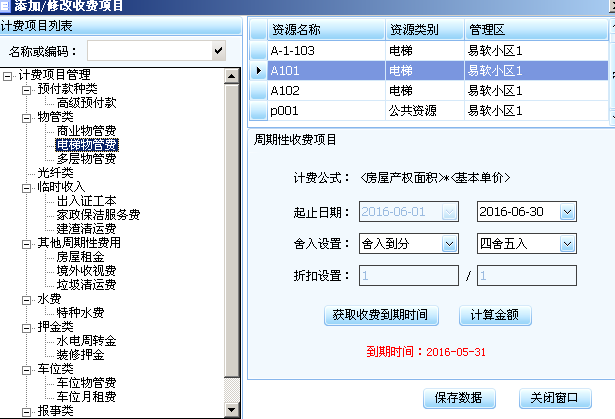 添加/修改收费项目
计费项目列表
名称或编码：
计费项目管理
预付款种类
高级预付款
物管类
商业物管费
电梯物管费
多层物管费
光纤类
临时收入
出入证工本
家政保洁服务费
建渣清运费
其他周期性费用
房屋租金
境外收视费
垃圾清运费
水费
特种水费
押金类
水电周转金
装修押金
车位类
车位物管费
车位月租费
报亭类
资源名称 资源类别 管理区
A-1-103 电梯 易软小区1
A101 电梯 易软小区1
A102 电梯 易软小区1
p001 公共资源 易软小区1
周期性收费项目
计费公式： <房屋产权面积>*<基本单价>
起止日期： 2016-06-01 2016-06-30
舍入设置： 舍入到分 四舍五入
折扣设置： 1 / 1
获取收费到期时间 计算金额
到期时间：2016-05-31
保存数据 关闭窗口